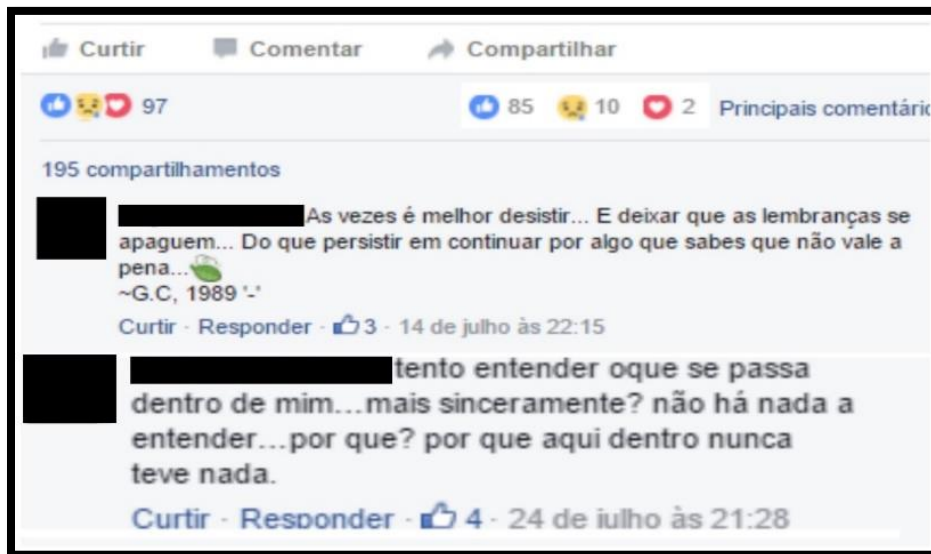 Curtir Comentar Compartilhar
97 85 10 2 Principais comentário
195 compartilhamentos
As vezes é melhor desistir... E deixar que as lembranças se
apaguem... Do que persistir em continuar por algo que sabes que não vale a
pena...
~G.C, 1989 '-'
Curtir · Responder · 3 · 14 de julho às 22:15
tento entender oque se passa
dentro de mim...mais sinceramente? não há nada a
entender...por que? por que aqui dentro nunca
teve nada.
Curtir · Responder · 4 · 24 de julho às 21:28